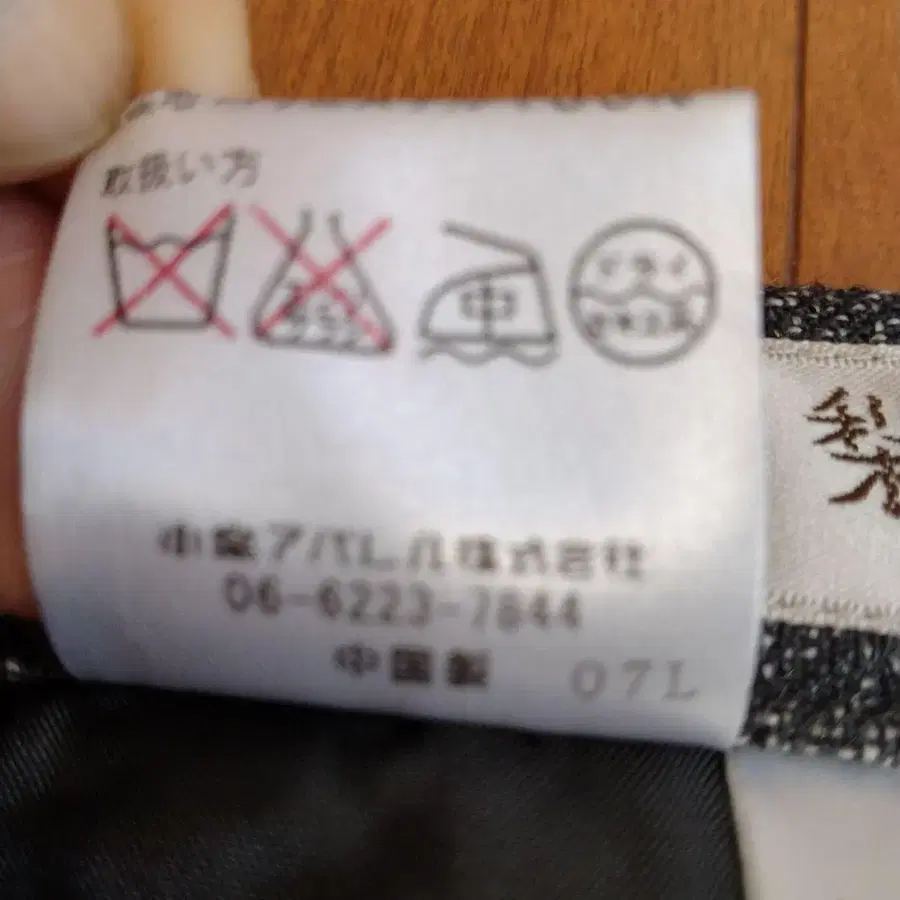 取扱い方
中
ドライ
小泉アパレル株式会社
06-6223-7844
中国製 07L